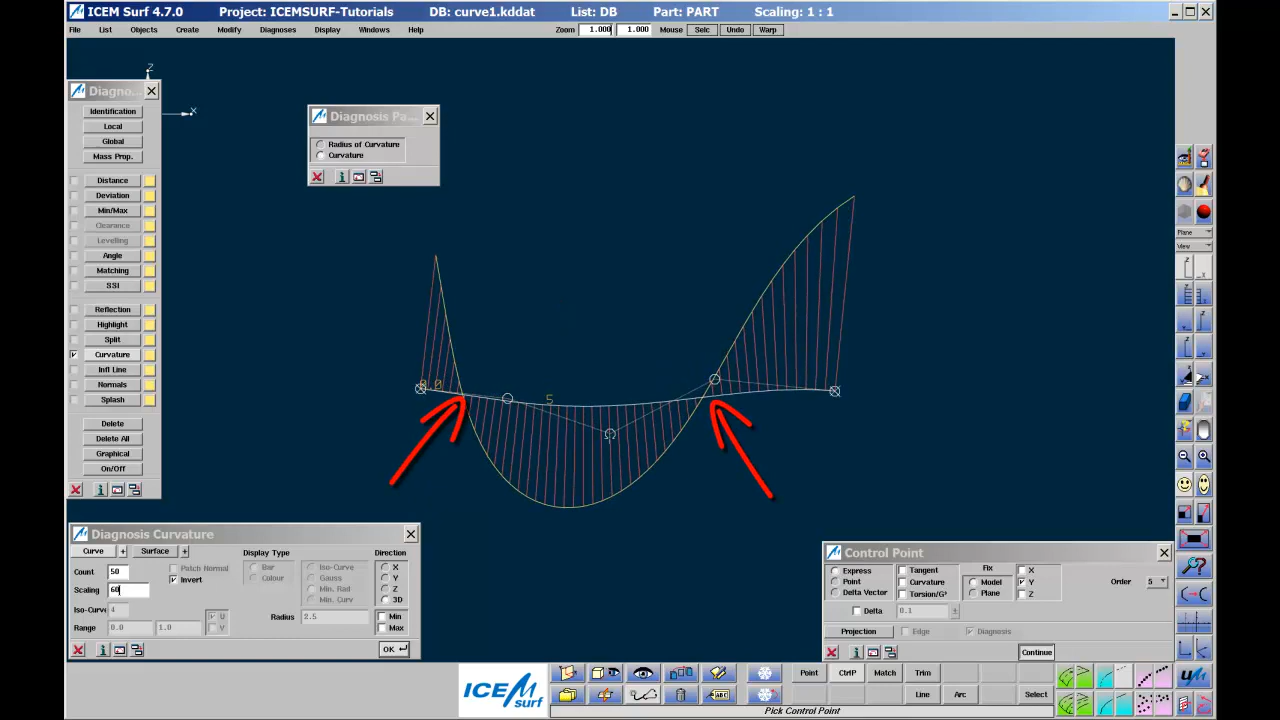 ICEM Surf 4.7.0 Project: ICEMSURF-Tutorials DB: curve1.kddat List: DB Part: PART Scaling: 1 : 1
File List Objects Create Modify Diagnoses Display Windows Help Zoom 1.000 1.000 Mouse Selc Undo Warp
Z
X
Diagno...
Identification
Local
Global
Mass Prop.
Distance
Deviation
Min/Max
Clearance
Levelling
Angle
Matching
SSI
Reflection
Highlight
Split
Curvature
Infl Line
Normals
Splash
Delete
Delete All
Graphical
On/Off
Diagnosis Pa...
Radius of Curvature
Curvature
5
Plane
View
Diagnosis Curvature
Curve + Surface + Display Type Direction
Count 50 Patch Normal Bar Iso-Curve X
Invert Colour Gauss Y
Scaling 60 Min. Rad Z
Iso-Curve 4 U Min. Curv 3D
Range 0.0 1.0 V Radius 2.5 Min
Max
OK
Control Point
Express Tangent Fix X
Point Curvature Model Y Order 5
Delta Vector Torsion/G³ Plane Z
Delta 0.1
Projection Edge Diagnosis
Continue
ICEM surf
Point CtrlP Match Trim
ABC Line Arc Select
Pick Control Point